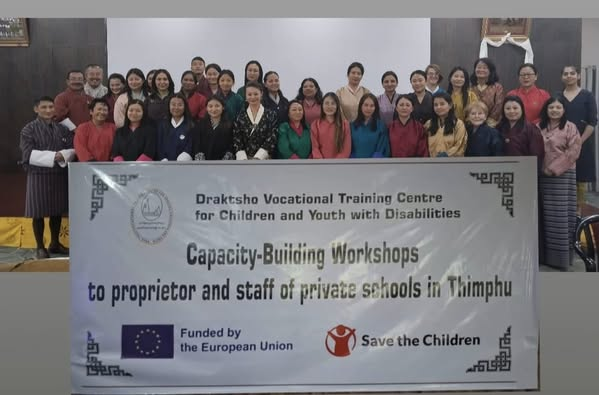 Draktsho Vocational Training Centre
for Children and Youth with Disabilities
Capacity-Building Workshops
to proprietor and staff of private schools in Thimphu
Funded by
the European Union
Save the Children